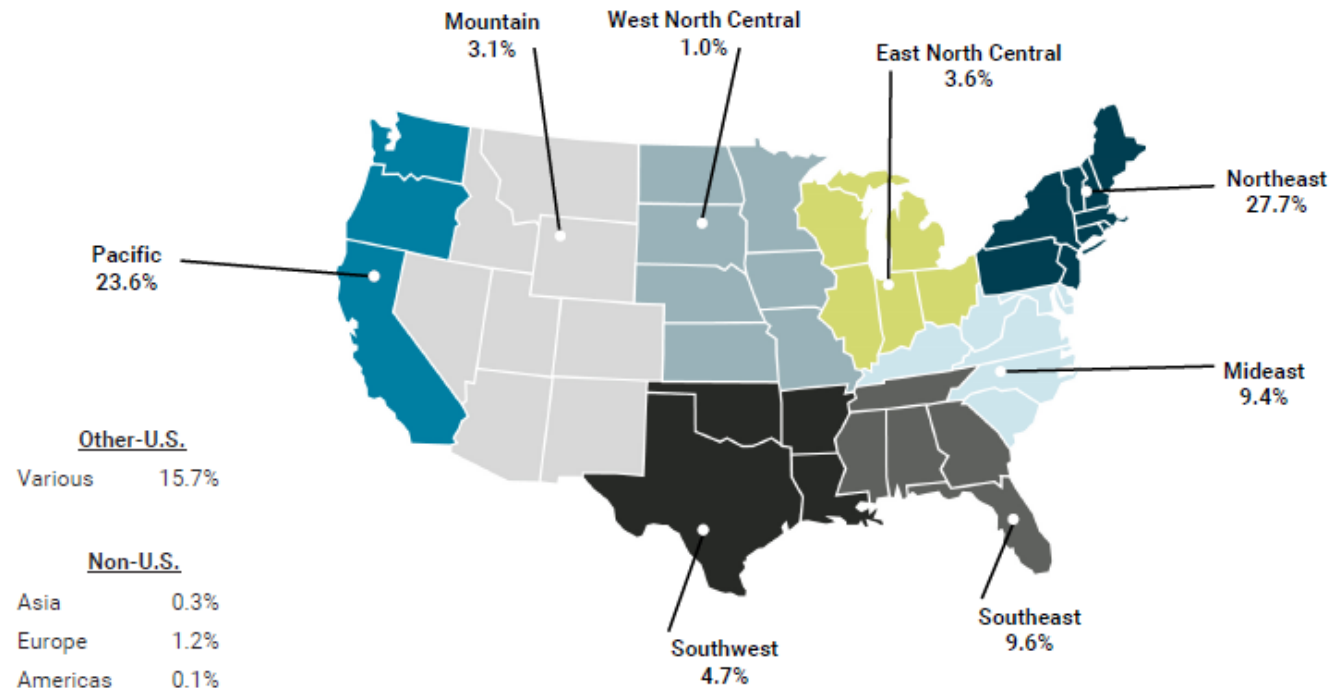 Mountain
3.1%
West North Central
1.0%
East North Central
3.6%
Northeast
27.7%
Pacific
23.6%
Mideast
9.4%
Other-U.S.
Various 15.7%
Non-U.S.
Asia 0.3%
Europe 1.2%
Americas 0.1%
Southwest
4.7%
Southeast
9.6%